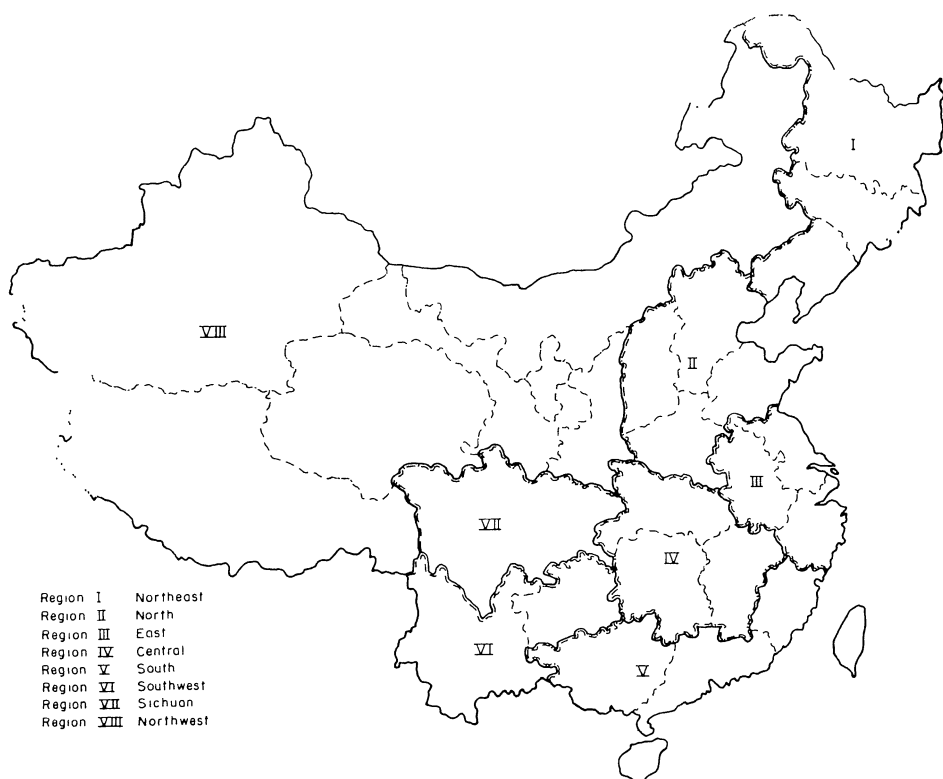 I
VIII
II
III
VII
IV
VI
V
Region I Northeast
Region II North
Region III East
Region IV Central
Region V South
Region VI Southwest
Region VII Sichuan
Region VIII Northwest